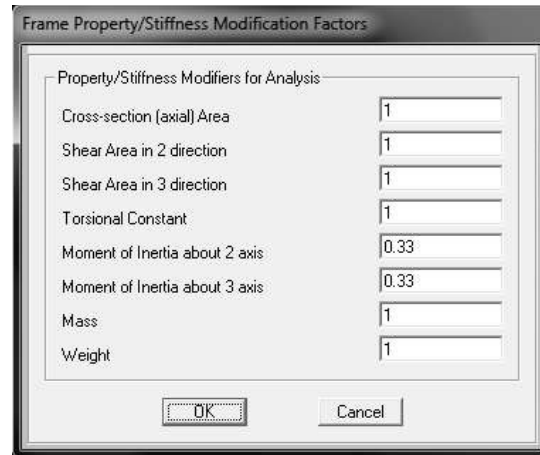 Frame Property/Stiffness Modification Factors
Property/Stiffness Modifiers for Analysis
Cross-section (axial) Area 1
Shear Area in 2 direction 1
Shear Area in 3 direction 1
Torsional Constant 1
Moment of Inertia about 2 axis 0.33
Moment of Inertia about 3 axis 0.33
Mass 1
Weight 1
OK Cancel